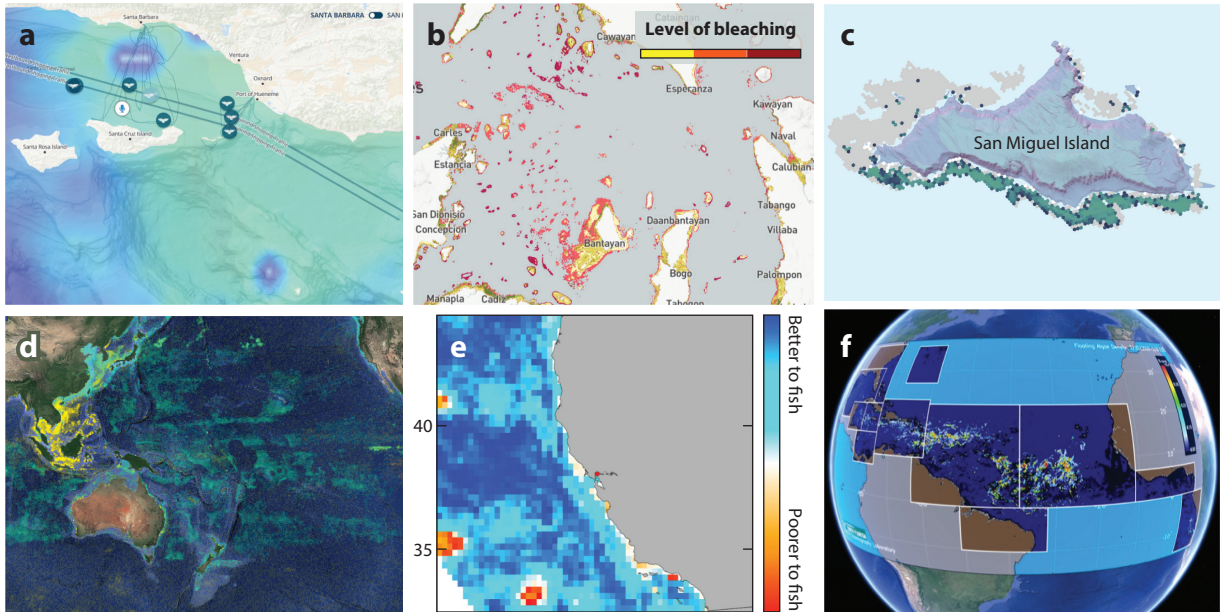 a
SANTA BARBARA
Santa Barbara
Ventura
Oxnard
Port of Hueneme
Santa Cruz Island
Santa Rosa Island
b
Level of bleaching
Cawayan
Esperanza
Kawayan
Naval
Calubian
Carles
Estancia
San Dionisio
Concepcion
Bantayan
Daanbantayan
Tabango
Villaba
Bogo
Palompon
Manapla
Cadiz
Tabogon
c
San Miguel Island
d
e
40
35
Better to fish
Poorer to fish
f